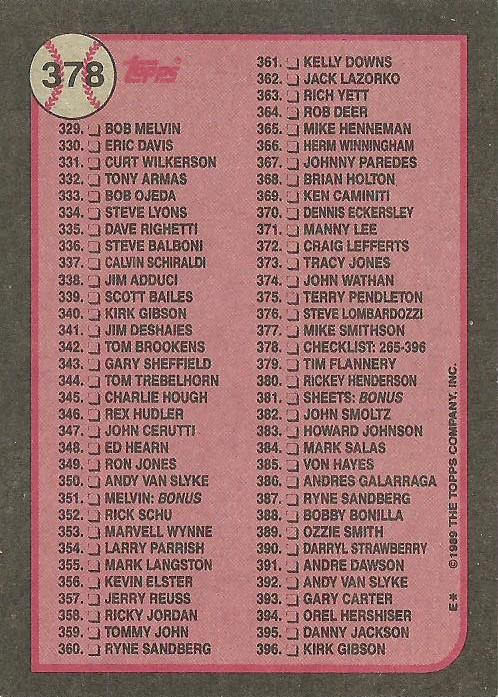 378
Topps
329. BOB MELVIN
330. ERIC DAVIS
331. CURT WILKERSON
332. TONY ARMAS
333. BOB OJEDA
334. STEVE LYONS
335. DAVE RIGHETTI
336. STEVE BALBONI
337. CALVIN SCHIRALDI
338. JIM ADDUCI
339. SCOTT BAILES
340. KIRK GIBSON
341. JIM DESHAIES
342. TOM BROOKENS
343. GARY SHEFFIELD
344. TOM TREBELHORN
345. CHARLIE HOUGH
346. REX HUDLER
347. JOHN CERUTTI
348. ED HEARN
349. RON JONES
350. ANDY VAN SLYKE
351. MELVIN: BONUS
352. RICK SCHU
353. MARVELL WYNNE
354. LARRY PARRISH
355. MARK LANGSTON
356. KEVIN ELSTER
357. JERRY REUSS
358. RICKY JORDAN
359. TOMMY JOHN
360. RYNE SANDBERG
361. KELLY DOWNS
362. JACK LAZORKO
363. RICH YETT
364. ROB DEER
365. MIKE HENNEMAN
366. HERM WINNINGHAM
367. JOHNNY PAREDES
368. BRIAN HOLTON
369. KEN CAMINITI
370. DENNIS ECKERSLEY
371. MANNY LEE
372. CRAIG LEFFERTS
373. TRACY JONES
374. JOHN WATHAN
375. TERRY PENDLETON
376. STEVE LOMBARDOZZI
377. MIKE SMITHSON
378. CHECKLIST: 265-396
379. TIM FLANNERY
380. RICKEY HENDERSON
381. SHEETS: BONUS
382. JOHN SMOLTZ
383. HOWARD JOHNSON
384. MARK SALAS
385. VON HAYES
386. ANDRES GALARRAGA
387. RYNE SANDBERG
388. BOBBY BONILLA
389. OZZIE SMITH
390. DARRYL STRAWBERRY
391. ANDRE DAWSON
392. ANDY VAN SLYKE
393. GARY CARTER
394. OREL HERSHISER
395. DANNY JACKSON
396. KIRK GIBSON
E* ©1989 THE TOPPS COMPANY, INC.